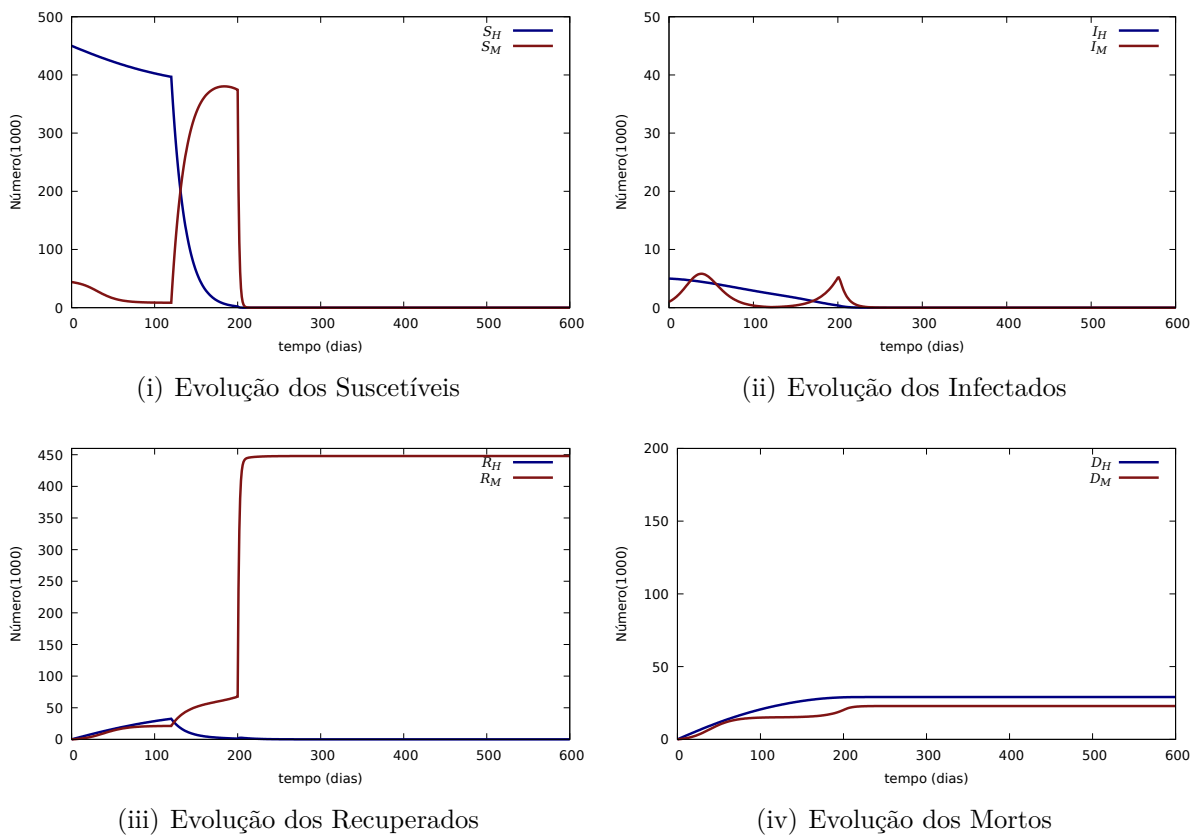 500
400
300
200
100
0
Número(1000)
0 100 200 300 400 500 600
tempo (dias)
S_H
S_M
(i) Evolução dos Suscetíveis
50
40
30
20
10
0
Número(1000)
0 100 200 300 400 500 600
tempo (dias)
I_H
I_M
(ii) Evolução dos Infectados
450
400
350
300
250
200
150
100
50
0
Número(1000)
0 100 200 300 400 500 600
tempo (dias)
R_H
R_M
(iii) Evolução dos Recuperados
200
150
100
50
0
Número(1000)
0 100 200 300 400 500 600
tempo (dias)
D_H
D_M
(iv) Evolução dos Mortos